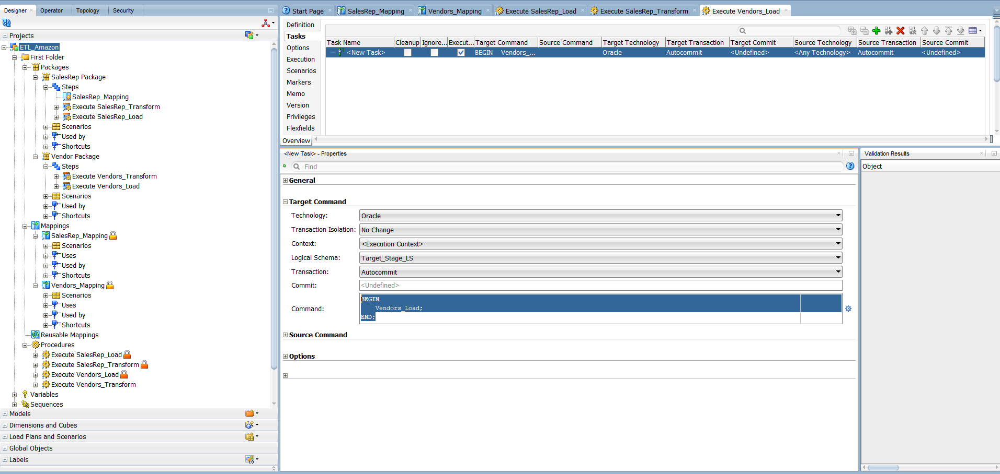 Designer
Operator
Topology
Security
Projects
ETL_Amazon
First Folder
Packages
SalesRep Package
Steps
SalesRep_Mapping
Execute SalesRep_Transform
Execute SalesRep_Load
Scenarios
Used by
Shortcuts
Vendor Package
Steps
Execute Vendors_Transform
Execute Vendors_Load
Scenarios
Used by
Shortcuts
Mappings
SalesRep_Mapping
Scenarios
Uses
Used by
Shortcuts
Vendors_Mapping
Scenarios
Uses
Used by
Shortcuts
Reusable Mappings
Procedures
Execute SalesRep_Load
Execute SalesRep_Transform
Execute Vendors_Load
Execute Vendors_Transform
Variables
Sequences
Models
Dimensions and Cubes
Load Plans and Scenarios
Global Objects
Labels
Start Page SalesRep_Mapping Vendors_Mapping Execute SalesRep_Load Execute SalesRep_Transform Execute Vendors_Load
Definition
Tasks
Options
Execution
Scenarios
Markers
Memo
Version
Privileges
Flexfields
Overview
Task Name Cleanup Ignore... Execut... Target Command Source Command Target Technology Target Transaction Target Commit Source Technology Source Transaction Source Commit
<New Task> BEGIN Vendors_... Oracle Autocommit <Undefined> <Any Technology> Autocommit <Undefined>
<New Task> - Properties
Find
General
Target Command
Technology: Oracle
Transaction Isolation: No Change
Context: <Execution Context>
Logical Schema: Target_Stage_LS
Transaction: Autocommit
Commit: <Undefined>
Command:
BEGIN
Vendors_Load;
END;
Source Command
Options
Validation Results
Object